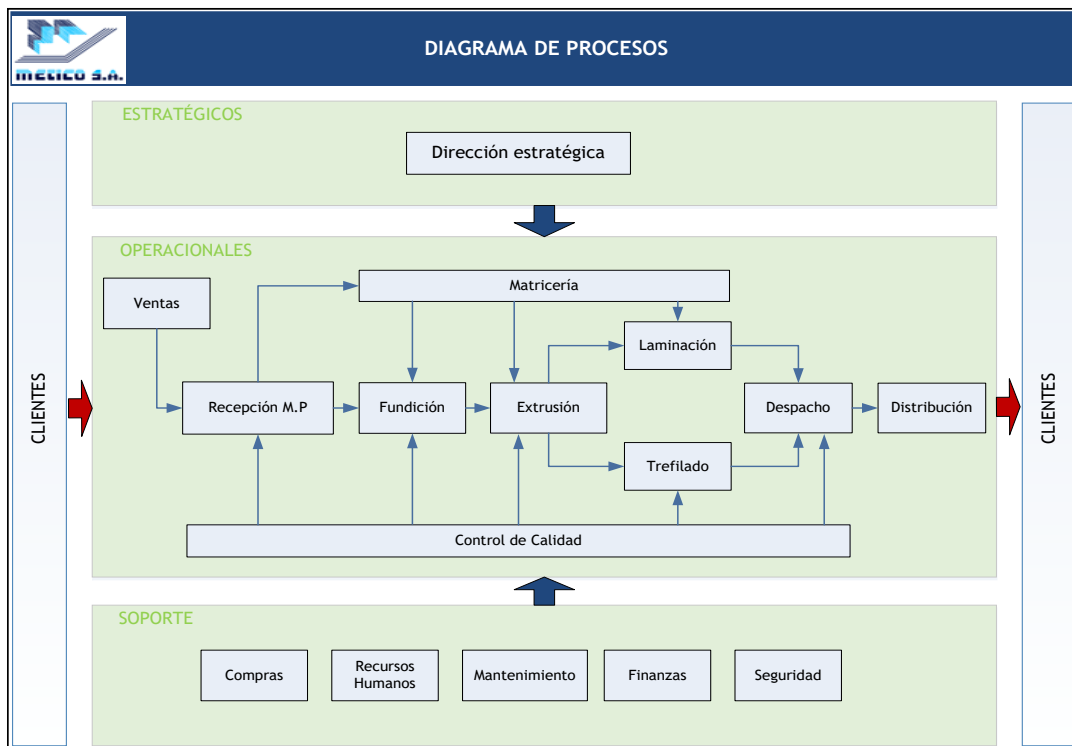 METICO S.A.
DIAGRAMA DE PROCESOS
CLIENTES
ESTRATÉGICOS
Dirección estratégica
OPERACIONALES
Ventas
Matricería
Laminación
Recepción M.P
Fundición
Extrusión
Despacho
Distribución
Trefilado
Control de Calidad
SOPORTE
Compras
Recursos
Humanos
Mantenimiento
Finanzas
Seguridad
CLIENTES